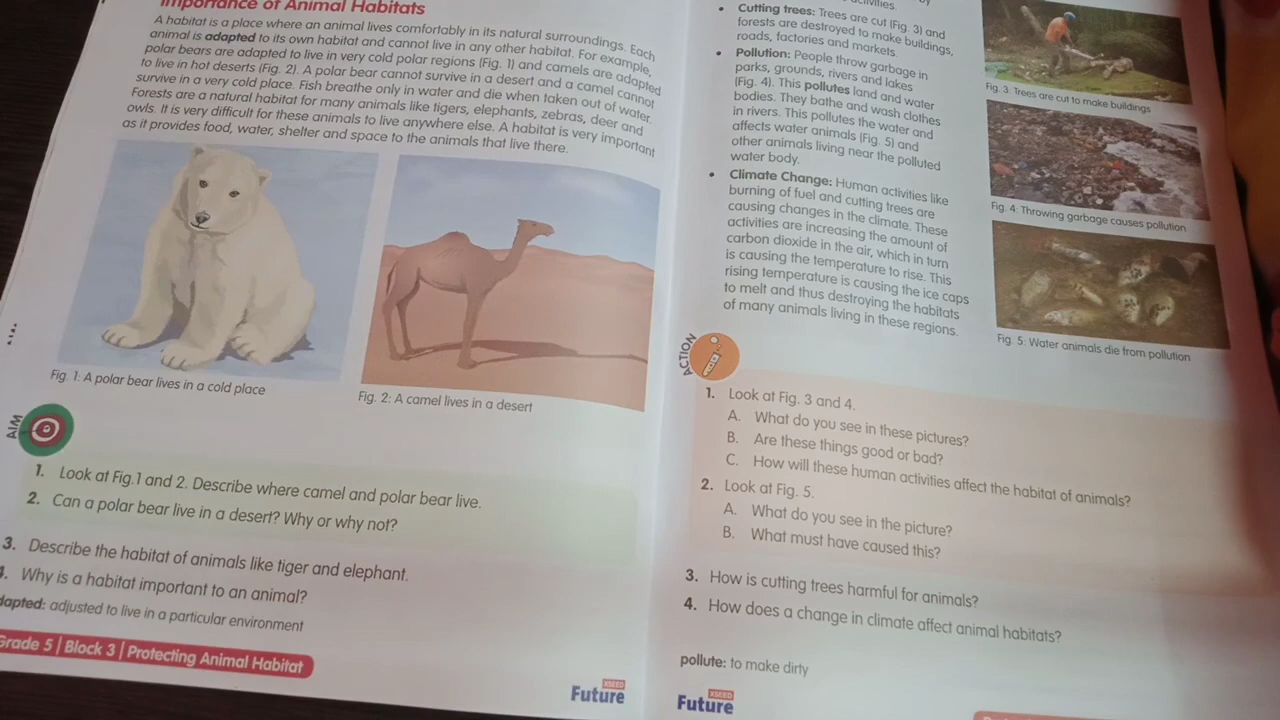 Importance of Animal Habitats
A habitat is a place where an animal lives comfortably in its natural surroundings. Each
animal is adapted to its own habitat and cannot live in any other habitat. For example,
polar bears are adapted to live in very cold polar regions (Fig. 1) and camels are adapted
to live in hot deserts (Fig. 2). A polar bear cannot survive in a desert and a camel cannot
survive in a very cold place. Fish breathe only in water and die when taken out of water.
Forests are a natural habitat for many animals like tigers, elephants, zebras, deer and
owls. It is very difficult for these animals to live anywhere else. A habitat is very important
as it provides food, water, shelter and space to the animals that live there.
Fig. 1: A polar bear lives in a cold place
Fig. 2: A camel lives in a desert
AIM
1. Look at Fig.1 and 2. Describe where camel and polar bear live.
2. Can a polar bear live in a desert? Why or why not?
3. Describe the habitat of animals like tiger and elephant.
. Why is a habitat important to an animal?
dapted: adjusted to live in a particular environment
Grade 5 | Block 3 | Protecting Animal Habitat
XSEED
Future
by
• Cutting trees: Trees are cut (Fig. 3) and
forests are destroyed to make buildings,
roads, factories and markets.
• Pollution: People throw garbage in
parks, grounds, rivers and lakes
(Fig. 4). This pollutes land and water
bodies. They bathe and wash clothes
in rivers. This pollutes the water and
affects water animals (Fig. 5) and
other animals living near the polluted
water body.
• Climate Change: Human activities like
burning of fuel and cutting trees are
causing changes in the climate. These
activities are increasing the amount of
carbon dioxide in the air, which in turn
is causing the temperature to rise. This
rising temperature is causing the ice caps
to melt and thus destroying the habitats
of many animals living in these regions.
Fig. 3: Trees are cut to make buildings
Fig. 4: Throwing garbage causes pollution
Fig. 5: Water animals die from pollution
ACTION
1. Look at Fig. 3 and 4.
A. What do you see in these pictures?
B. Are these things good or bad?
C. How will these human activities affect the habitat of animals?
2. Look at Fig. 5.
A. What do you see in the picture?
B. What must have caused this?
3. How is cutting trees harmful for animals?
4. How does a change in climate affect animal habitats?
pollute: to make dirty
XSEED
Future